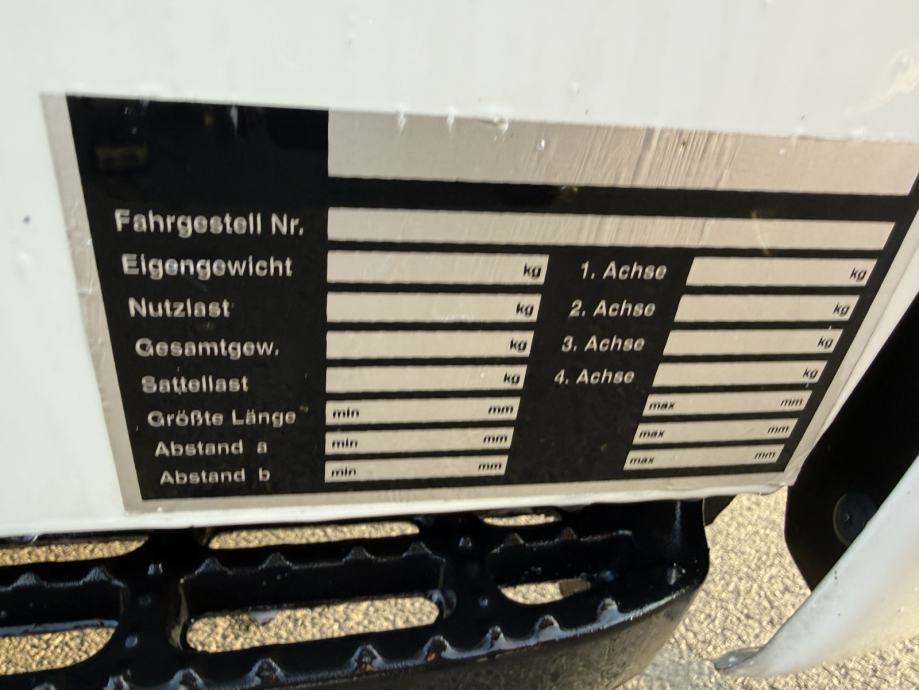 Fahrgestell Nr.
Eigengewicht kg 1. Achse kg
Nutzlast kg 2. Achse kg
Gesamtgew. kg 3. Achse kg
Sattellast kg 4. Achse kg
Größte Länge min mm max mm
Abstand a min mm max mm
Abstand b min mm max mm